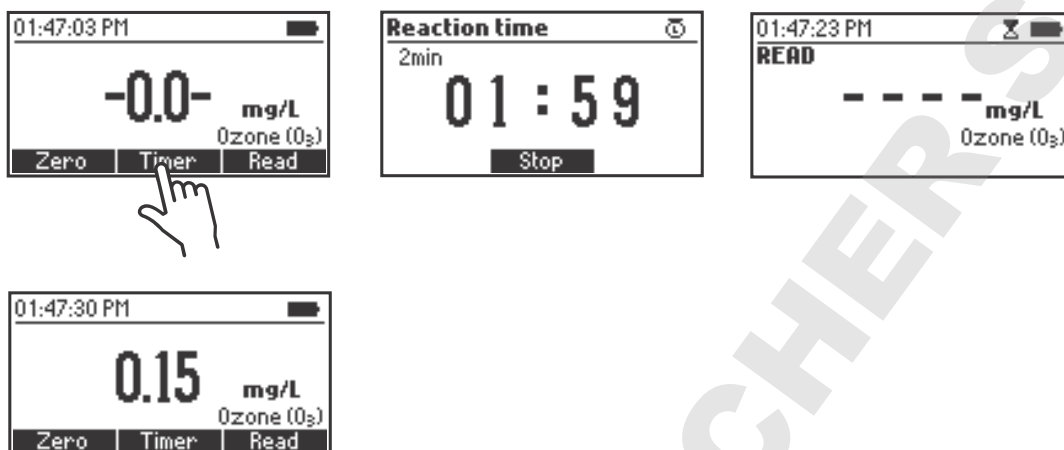 01:47:03 PM
-0.0- mg/L
Ozone (O₃)
Zero Timer Read
Reaction time
2min
01:59
Stop
01:47:23 PM
READ
- - - - mg/L
Ozone (O₃)
01:47:30 PM
0.15 mg/L
Ozone (O₃)
Zero Timer Read
CHER S